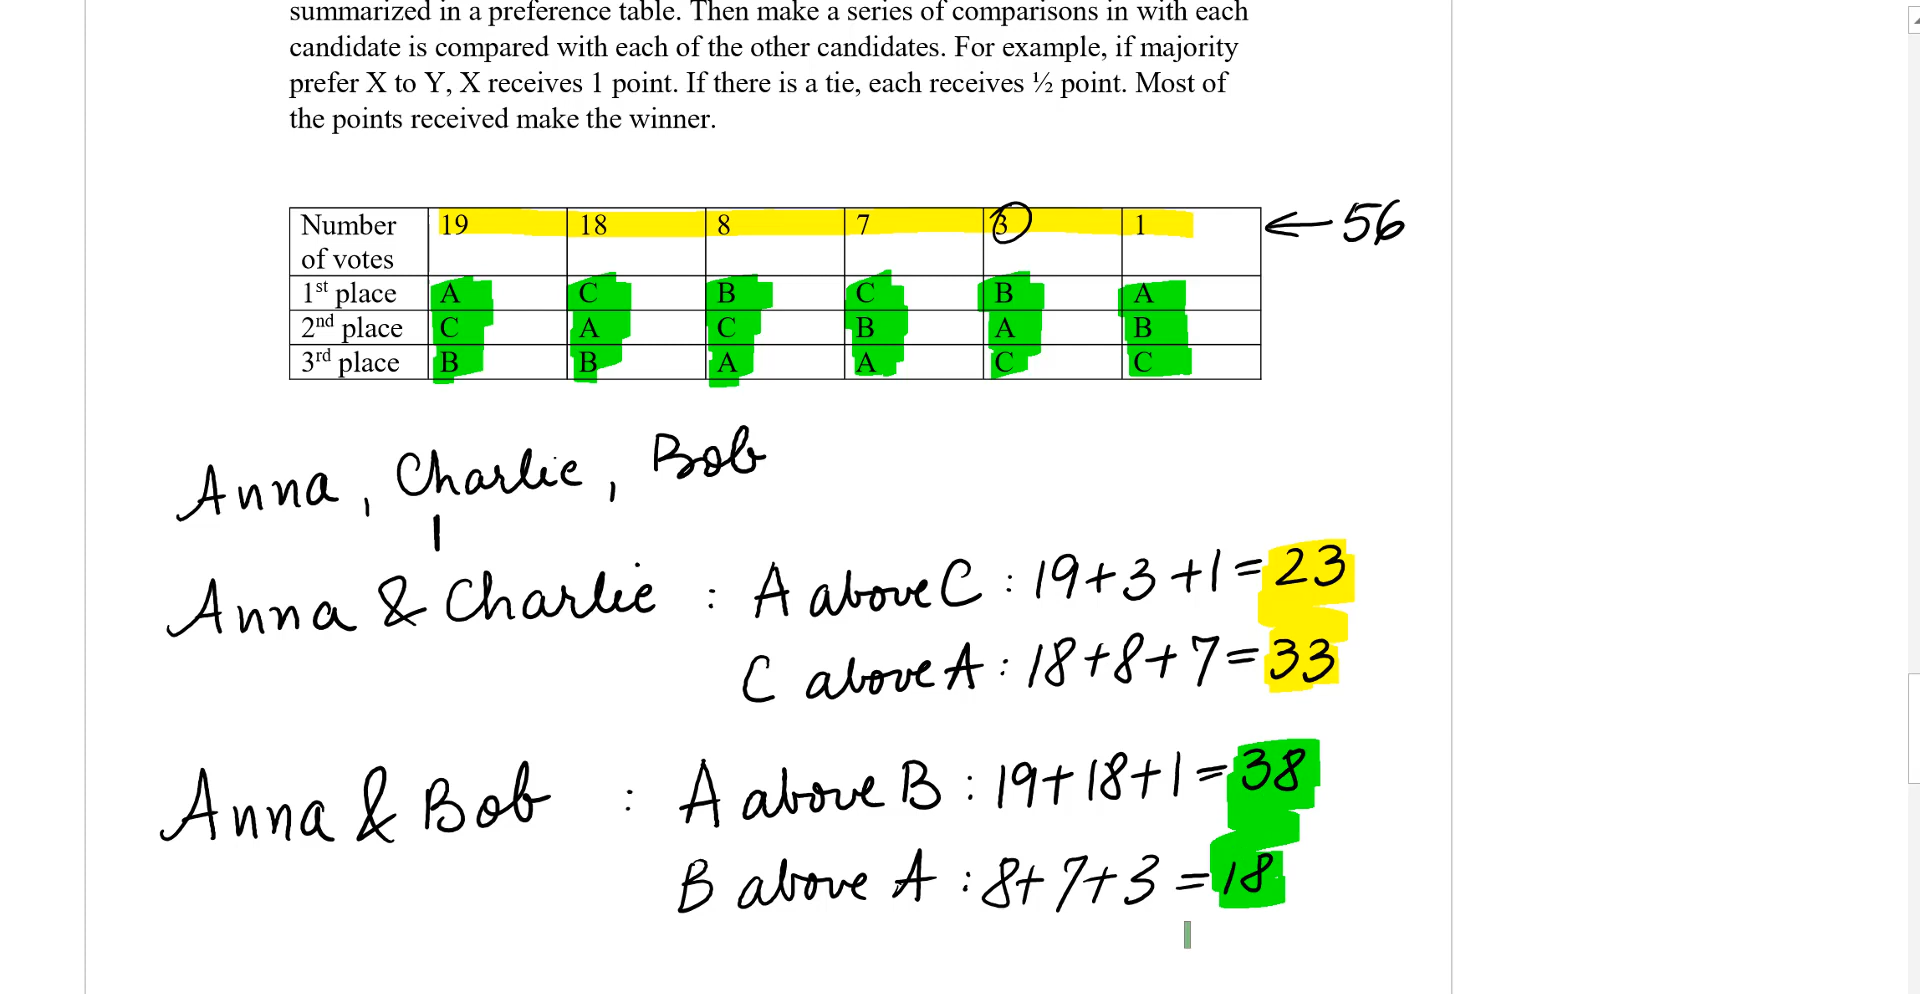 summarized in a preference table. Then make a series of comparisons in with each
candidate is compared with each of the other candidates. For example, if majority
prefer X to Y, X receives 1 point. If there is a tie, each receives ½ point. Most of
the points received make the winner.
Number of votes 19 18 8 7 3 1 ← 56
1st place A C B C B A
2nd place C A C B A B
3rd place B B A A C C
Anna, Charlie, Bob
1
Anna & Charlie : A above C : 19+3+1=23
C above A : 18+8+7=33
Anna & Bob : A above B : 19+18+1=38
B above A : 8+7+3=18